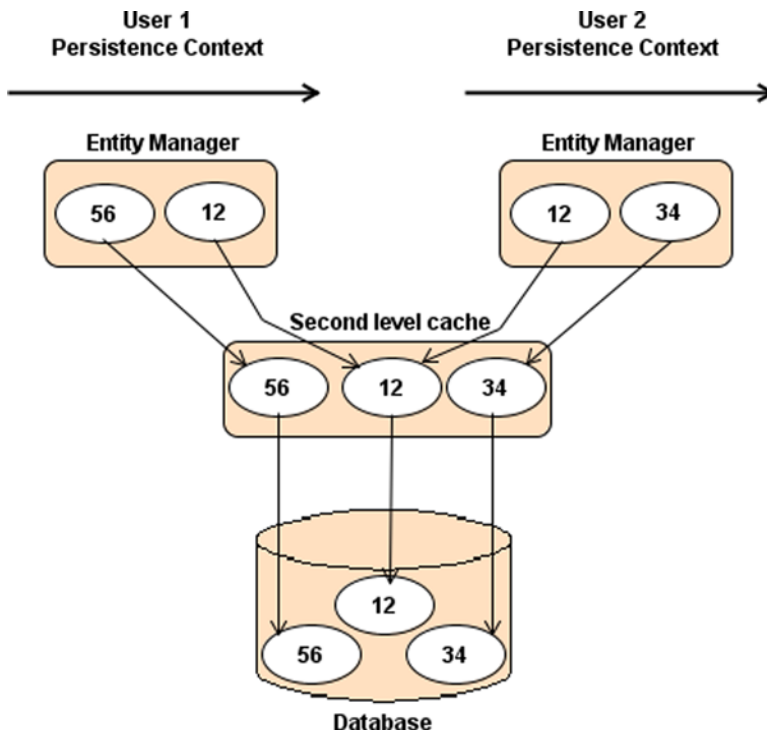 User 1
Persistence Context
User 2
Persistence Context
Entity Manager
56
12
Entity Manager
12
34
Second level cache
56
12
34
12
56
34
Database